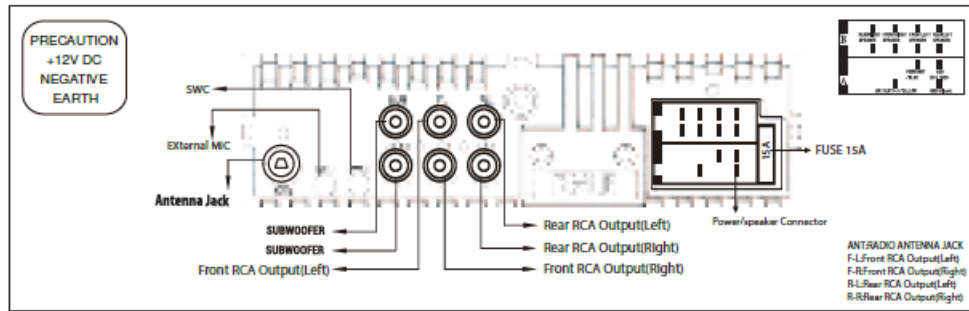 PRECAUTION
+12V DC
NEGATIVE
EARTH
SWC
EXternal MIC
Antenna Jack
SUBWOOFER
SUBWOOFER
Front RCA Output(Left)
Rear RCA Output(Left)
Rear RCA Output(Right)
Front RCA Output(Right)
15A
FUSE 15A
Power/speaker Connector
B
A
ANT:RADIO ANTENNA JACK
F-L:Front RCA Output(Left)
F-R:Front RCA Output(Right)
R-L:Rear RCA Output(Left)
R-R:Rear RCA Output(Right)